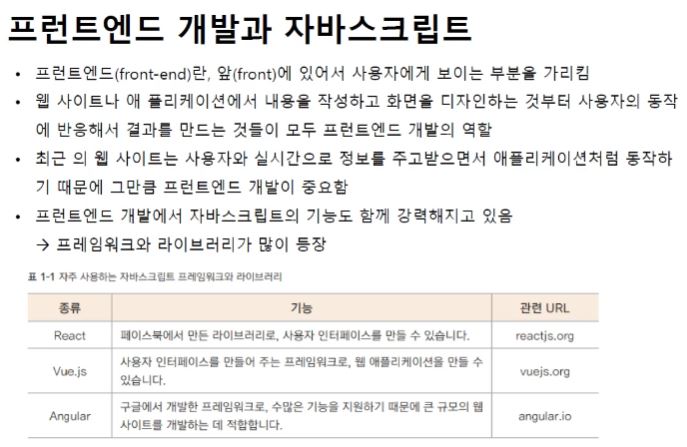 프런트엔드 개발과 자바스크립트
• 프런트엔드(front-end)란, 앞(front)에 있어서 사용자에게 보이는 부분을 가리킴
• 웹 사이트나 애 플리케이션에서 내용을 작성하고 화면을 디자인하는 것부터 사용자의 동작
에 반응해서 결과를 만드는 것들이 모두 프런트엔드 개발의 역할
• 최근 의 웹 사이트는 사용자와 실시간으로 정보를 주고받으면서 애플리케이션처럼 동작하
기 때문에 그만큼 프런트엔드 개발이 중요함
• 프런트엔드 개발에서 자바스크립트의 기능도 함께 강력해지고 있음
→ 프레임워크와 라이브러리가 많이 등장
표 1-1 자주 사용하는 자바스크립트 프레임워크와 라이브러리
종류 기능 관련 URL
React 페이스북에서 만든 라이브러리로, 사용자 인터페이스를 만들 수 있습니다. reactjs.org
Vue.js 사용자 인터페이스를 만들어 주는 프레임워크로, 웹 애플리케이션을 만들 수
있습니다. vuejs.org
Angular 구글에서 개발한 프레임워크로, 수많은 기능을 지원하기 때문에 큰 규모의 웹
사이트를 개발하는 데 적합합니다. angular.io